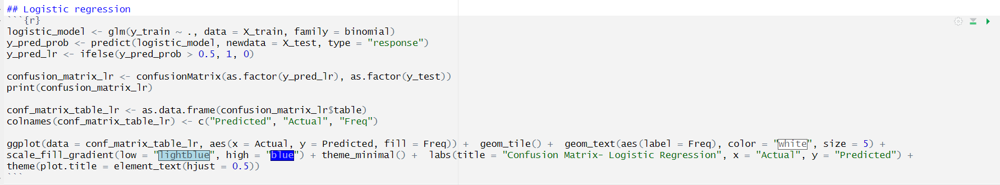 ## Logistic regression
```{r}
logistic_model <- glm(y_train ~ ., data = X_train, family = binomial)
y_pred_prob <- predict(logistic_model, newdata = X_test, type = "response")
y_pred_lr <- ifelse(y_pred_prob > 0.5, 1, 0)

confusion_matrix_lr <- confusionMatrix(as.factor(y_pred_lr), as.factor(y_test))
print(confusion_matrix_lr)

conf_matrix_table_lr <- as.data.frame(confusion_matrix_lr$table)
colnames(conf_matrix_table_lr) <- c("Predicted", "Actual", "Freq")

ggplot(data = conf_matrix_table_lr, aes(x = Actual, y = Predicted, fill = Freq)) +  geom_tile() +  geom_text(aes(label = Freq), color = "white", size = 5) +
scale_fill_gradient(low = "lightblue", high = "blue") + theme_minimal() +  labs(title = "Confusion Matrix- Logistic Regression", x = "Actual", y = "Predicted") +
theme(plot.title = element_text(hjust = 0.5))
```